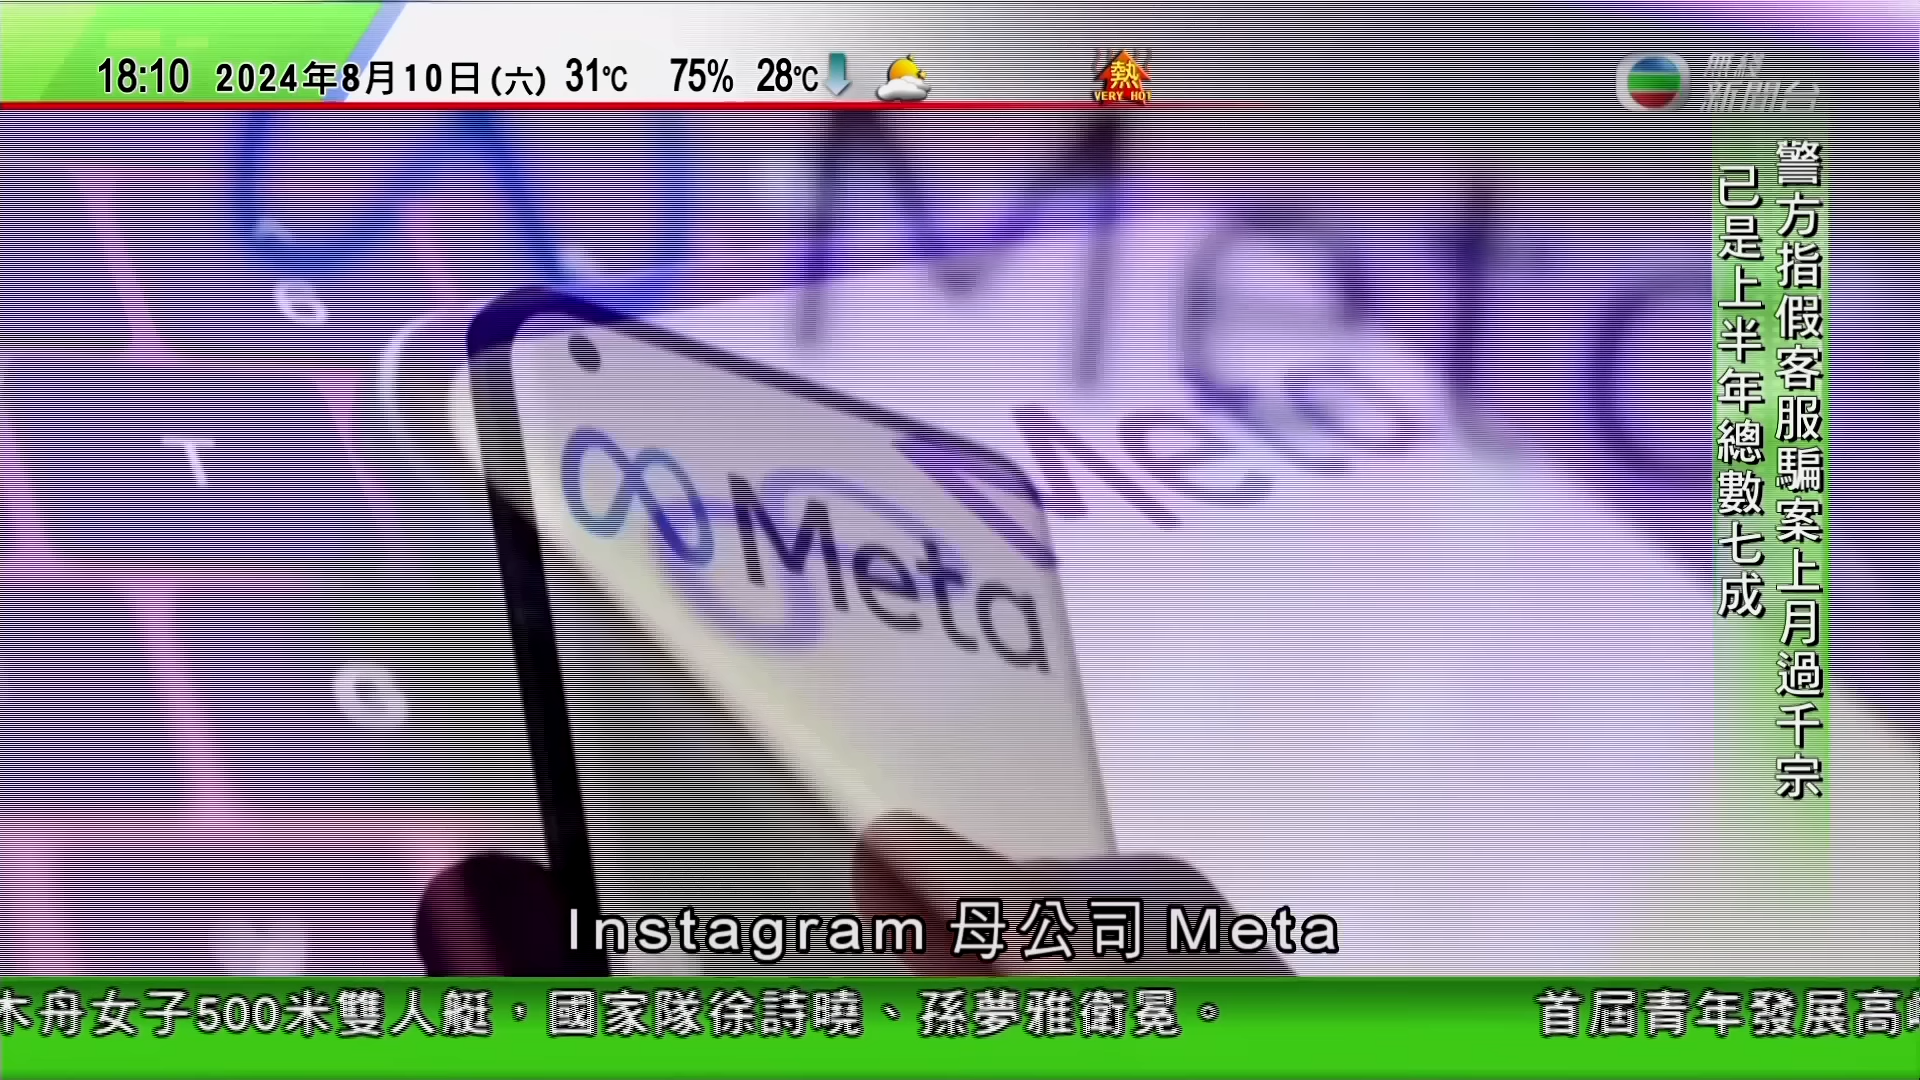 18:10 2024年8月10日(六) 31℃ 75% 28℃
熱
VERY HOT
無綫
新聞台
警方指假客服騙案上月過千宗
已是上半年總數七成
Meta
Meta
Instagram 母公司 Meta
木舟女子500米雙人艇，國家隊徐詩曉、孫夢雅衛冕。 首屆青年發展高峰